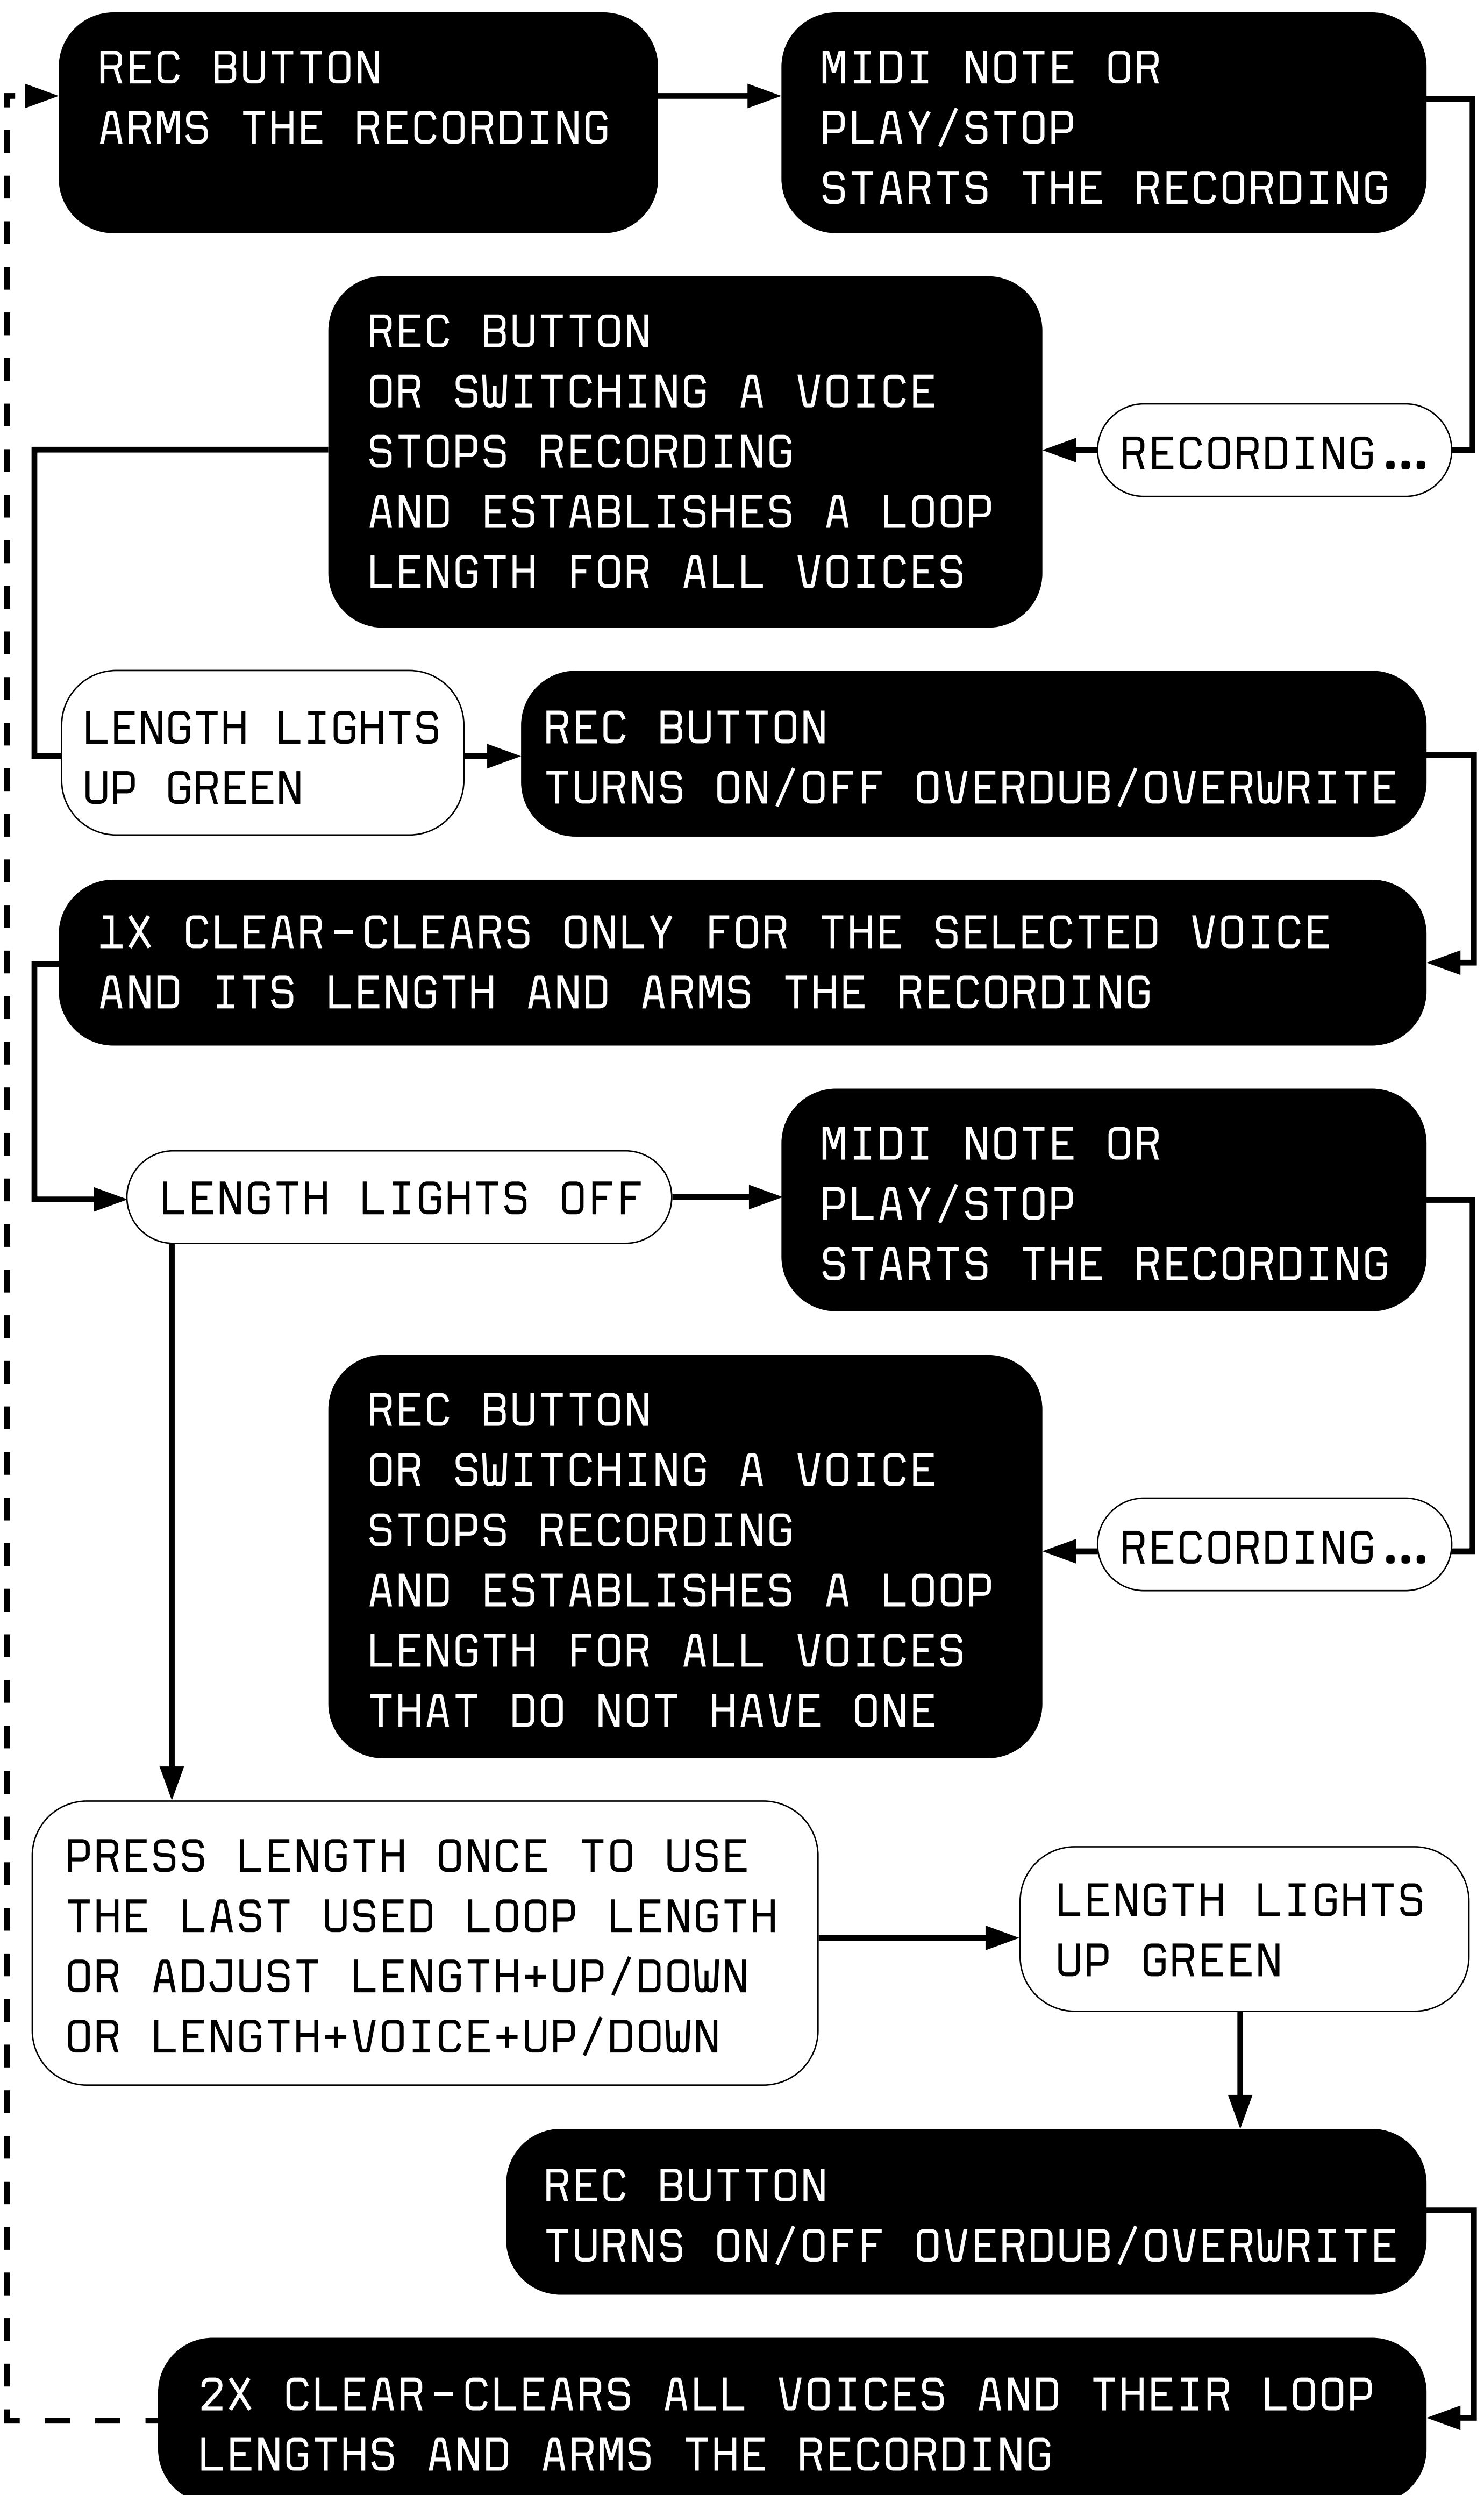 REC BUTTON
ARMS THE RECORDING
MIDI NOTE OR
PLAY/STOP
STARTS THE RECORDING
RECORDING...
REC BUTTON
OR SWITCHING A VOICE
STOPS RECORDING
AND ESTABLISHES A LOOP
LENGTH FOR ALL VOICES
LENGTH LIGHTS
UP GREEN
REC BUTTON
TURNS ON/OFF OVERDUB/OVERWRITE
1X CLEAR-CLEARS ONLY FOR THE SELECTED VOICE
AND ITS LENGTH AND ARMS THE RECORDING
LENGTH LIGHTS OFF
MIDI NOTE OR
PLAY/STOP
STARTS THE RECORDING
RECORDING...
REC BUTTON
OR SWITCHING A VOICE
STOPS RECORDING
AND ESTABLISHES A LOOP
LENGTH FOR ALL VOICES
THAT DO NOT HAVE ONE
PRESS LENGTH ONCE TO USE
THE LAST USED LOOP LENGTH
OR ADJUST LENGTH+UP/DOWN
OR LENGTH+VOICE+UP/DOWN
LENGTH LIGHTS
UP GREEN
REC BUTTON
TURNS ON/OFF OVERDUB/OVERWRITE
2X CLEAR-CLEARS ALL VOICES AND THEIR LOOP
LENGTHS AND ARMS THE RECORDING